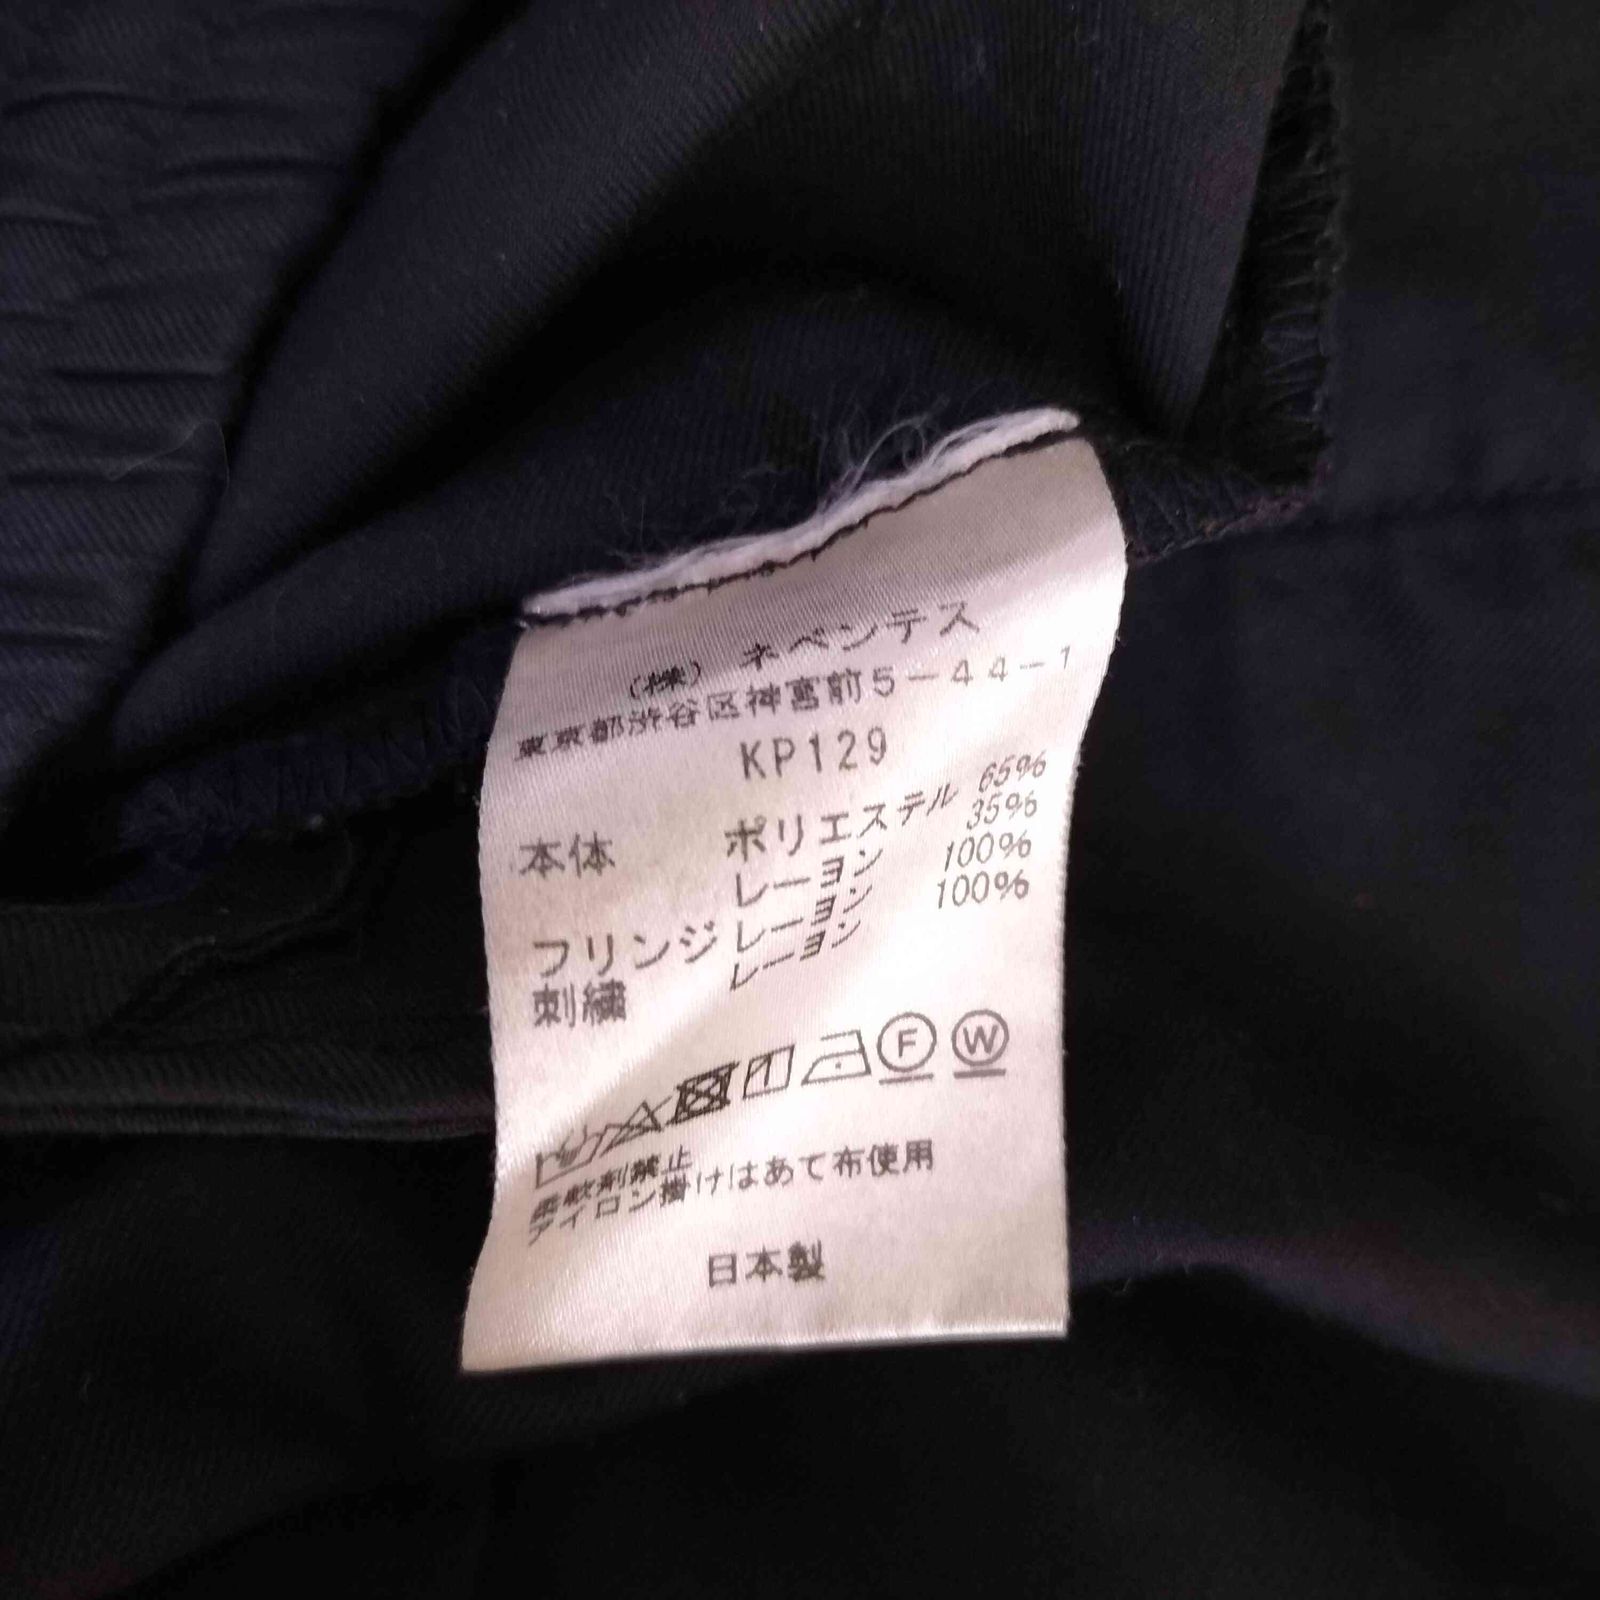 (株) ネペンテス
東京都渋谷区神宮前5-44-1
KP129
本体 ポリエステル 65%
レーヨン 35%
フリンジ レーヨン 100%
刺繍 レーヨン 100%
F W
柔軟剤禁止
アイロン掛けはあて布使用
日本製